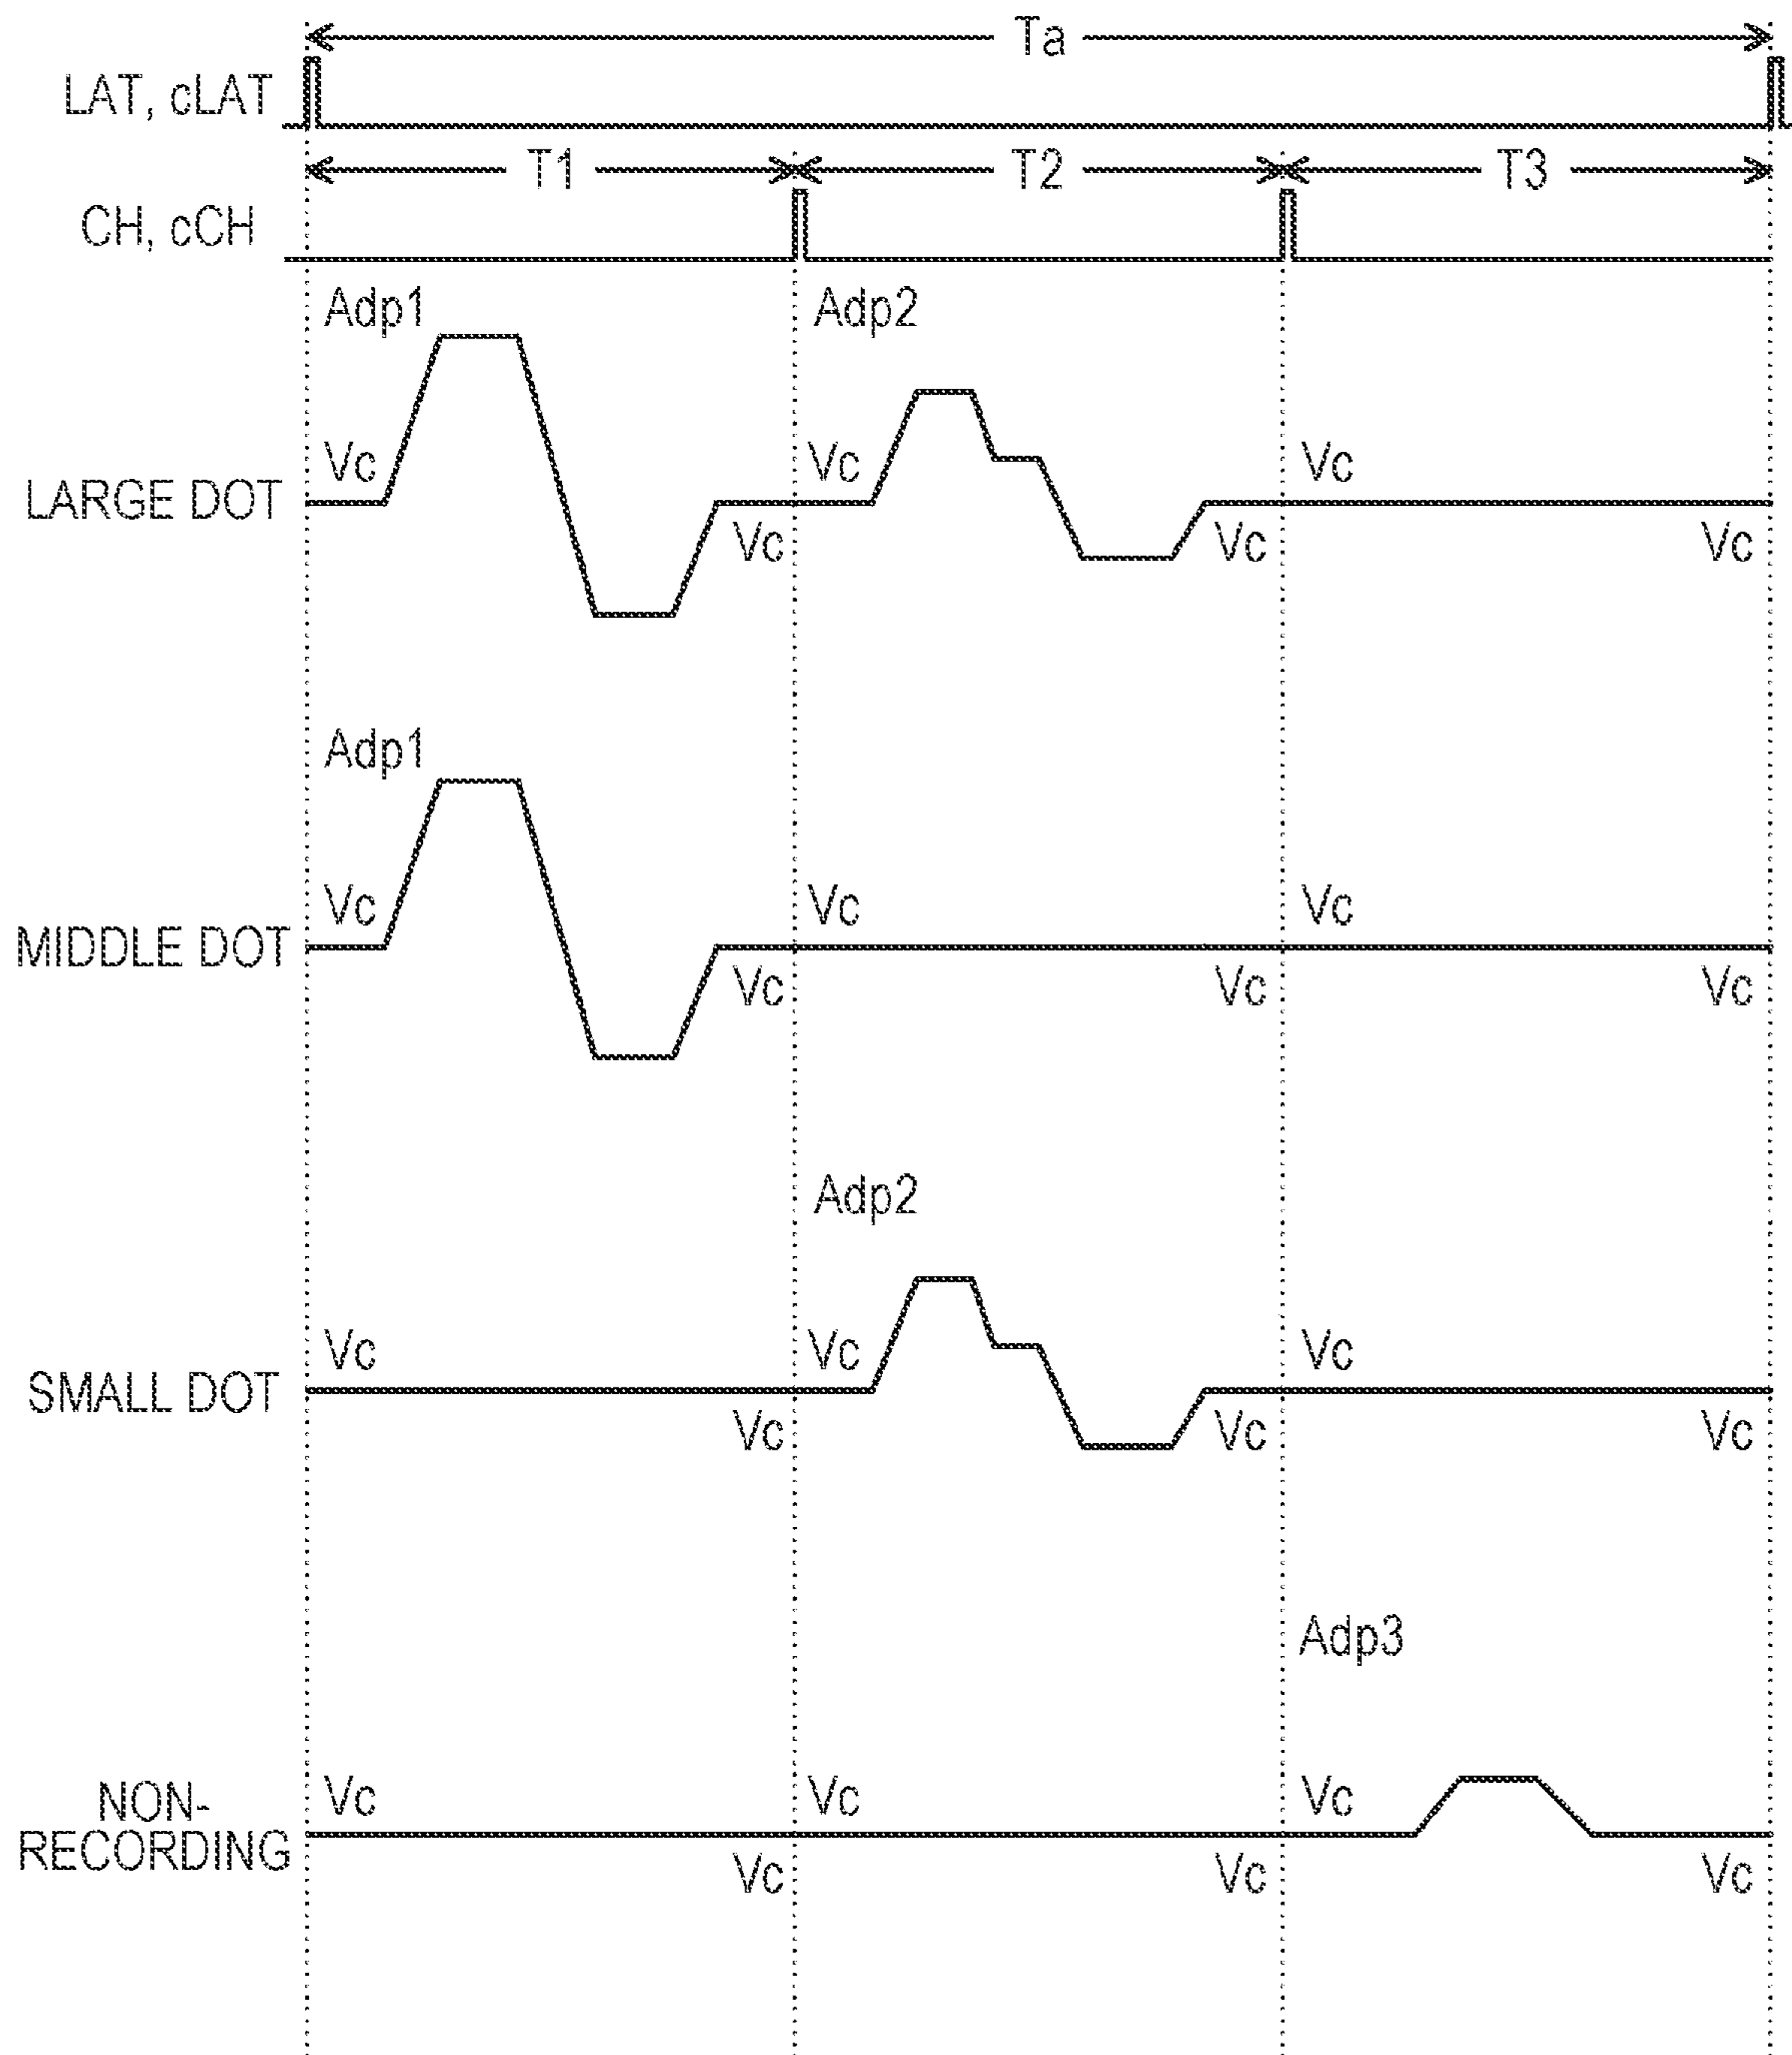 Ta
LAT, cLAT
T1 T2 T3
CH, cCH
Adp1 Adp2
Vc Vc Vc
LARGE DOT
Vc Vc Vc
Adp1
Vc Vc Vc
MIDDLE DOT
Vc Vc Vc
Adp2
Vc Vc Vc
SMALL DOT
Vc Vc Vc
Adp3
Vc Vc Vc
NON-
RECORDING
Vc Vc Vc